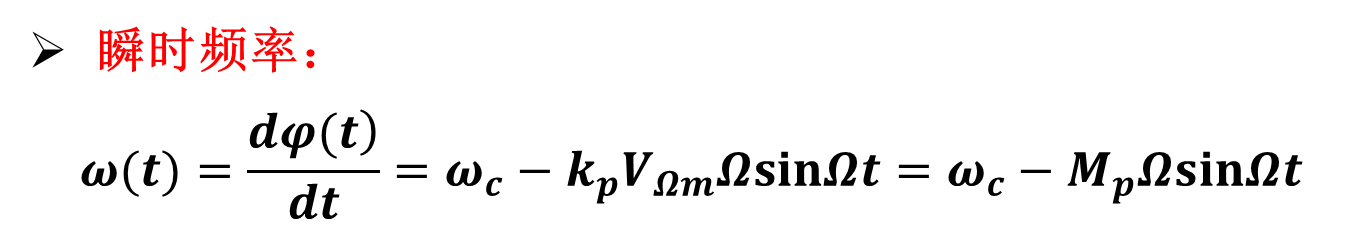 ➢ 瞬时频率：
ω(t) = dφ(t)/dt = ω_c − k_p V_Ωm Ω sinΩt = ω_c − M_p Ω sinΩt